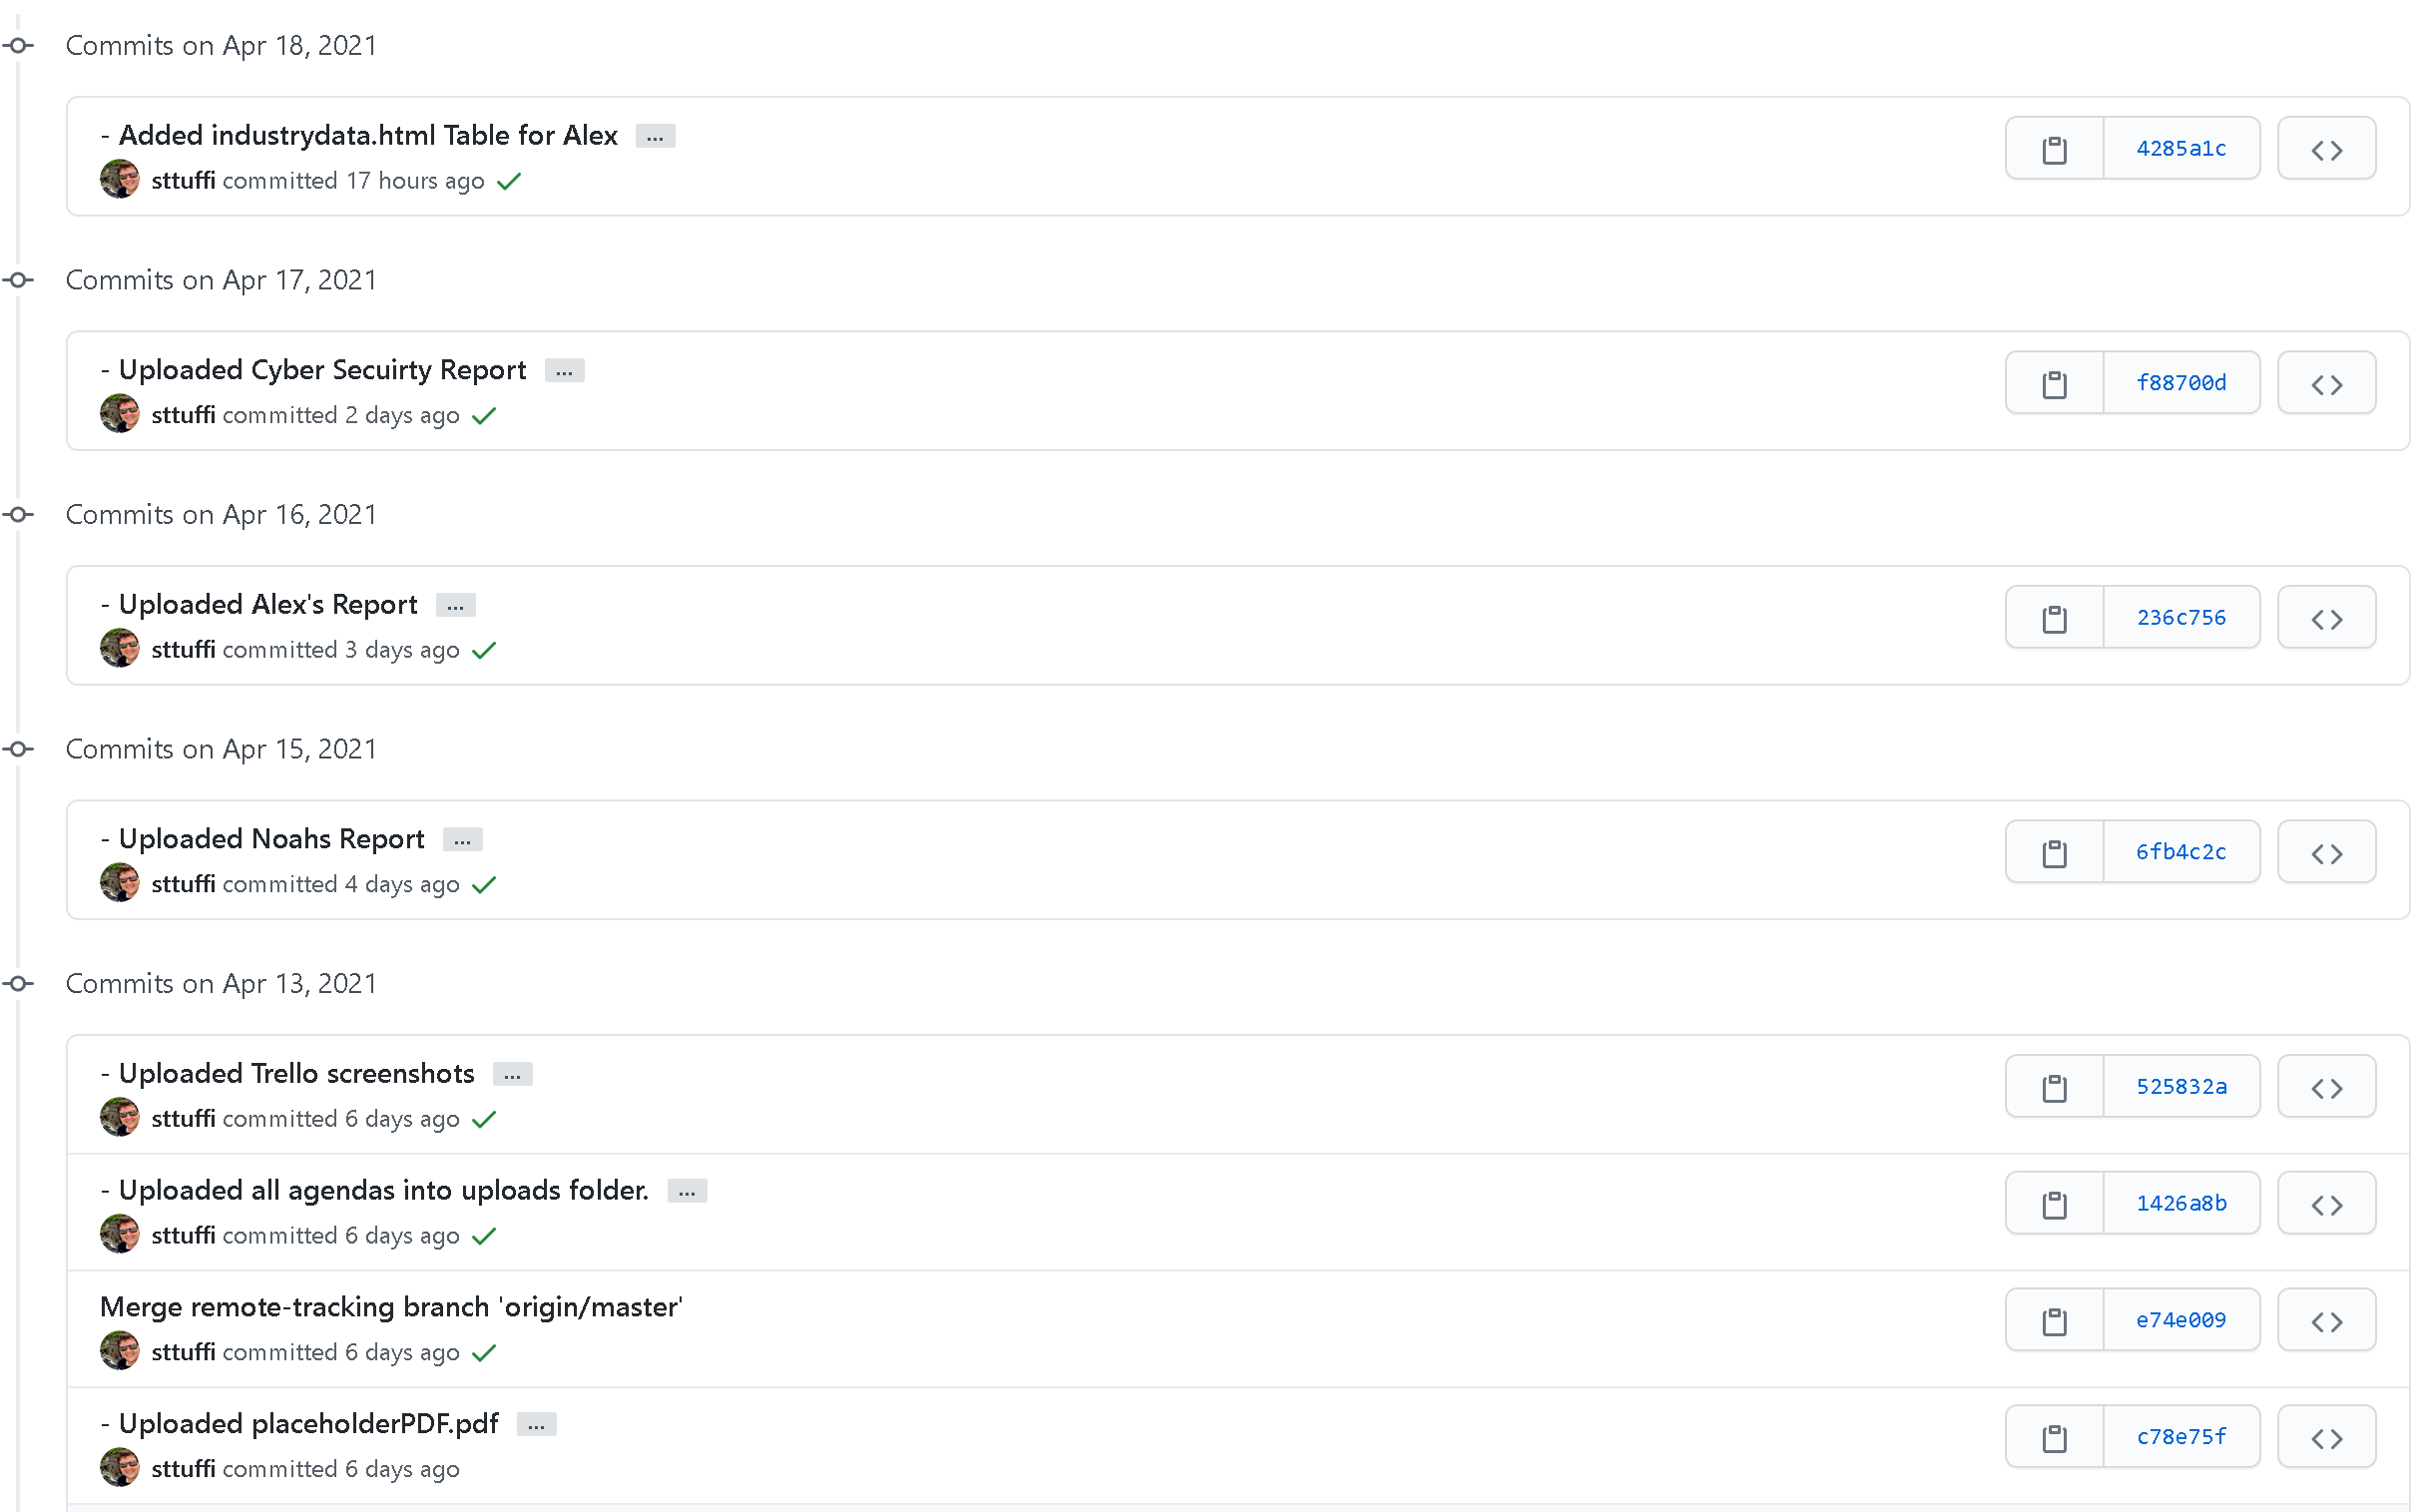 Commits on Apr 18, 2021
- Added industrydata.html Table for Alex ...
sttuffi committed 17 hours ago
4285a1c
Commits on Apr 17, 2021
- Uploaded Cyber Secuirty Report ...
sttuffi committed 2 days ago
f88700d
Commits on Apr 16, 2021
- Uploaded Alex's Report ...
sttuffi committed 3 days ago
236c756
Commits on Apr 15, 2021
- Uploaded Noahs Report ...
sttuffi committed 4 days ago
6fb4c2c
Commits on Apr 13, 2021
- Uploaded Trello screenshots ...
sttuffi committed 6 days ago
525832a
- Uploaded all agendas into uploads folder. ...
sttuffi committed 6 days ago
1426a8b
Merge remote-tracking branch 'origin/master'
sttuffi committed 6 days ago
e74e009
- Uploaded placeholderPDF.pdf ...
sttuffi committed 6 days ago
c78e75f